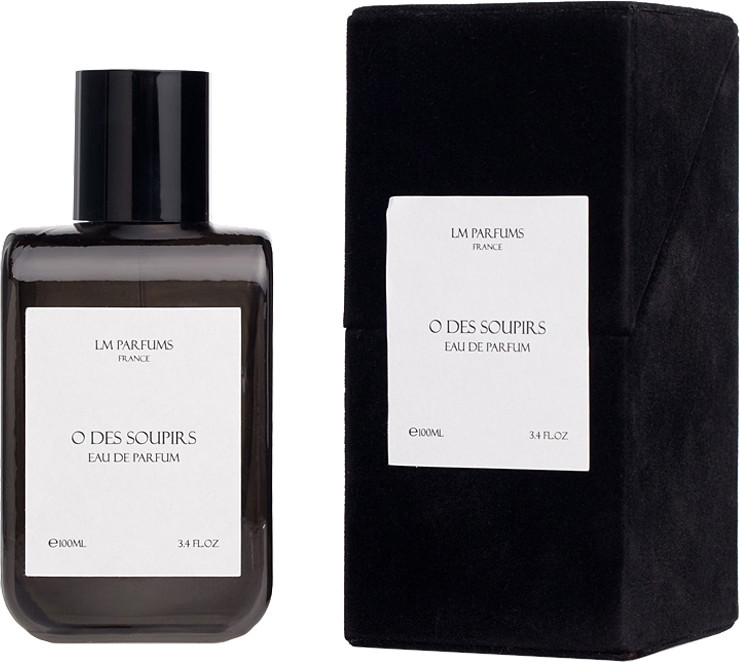 LM PARFUMS
FRANCE
O DES SOUPIRS
EAU DE PARFUM
℮100ML 3.4 FL.OZ
LM PARFUMS
FRANCE
O DES SOUPIRS
EAU DE PARFUM
℮100ML 3.4 FL.OZ